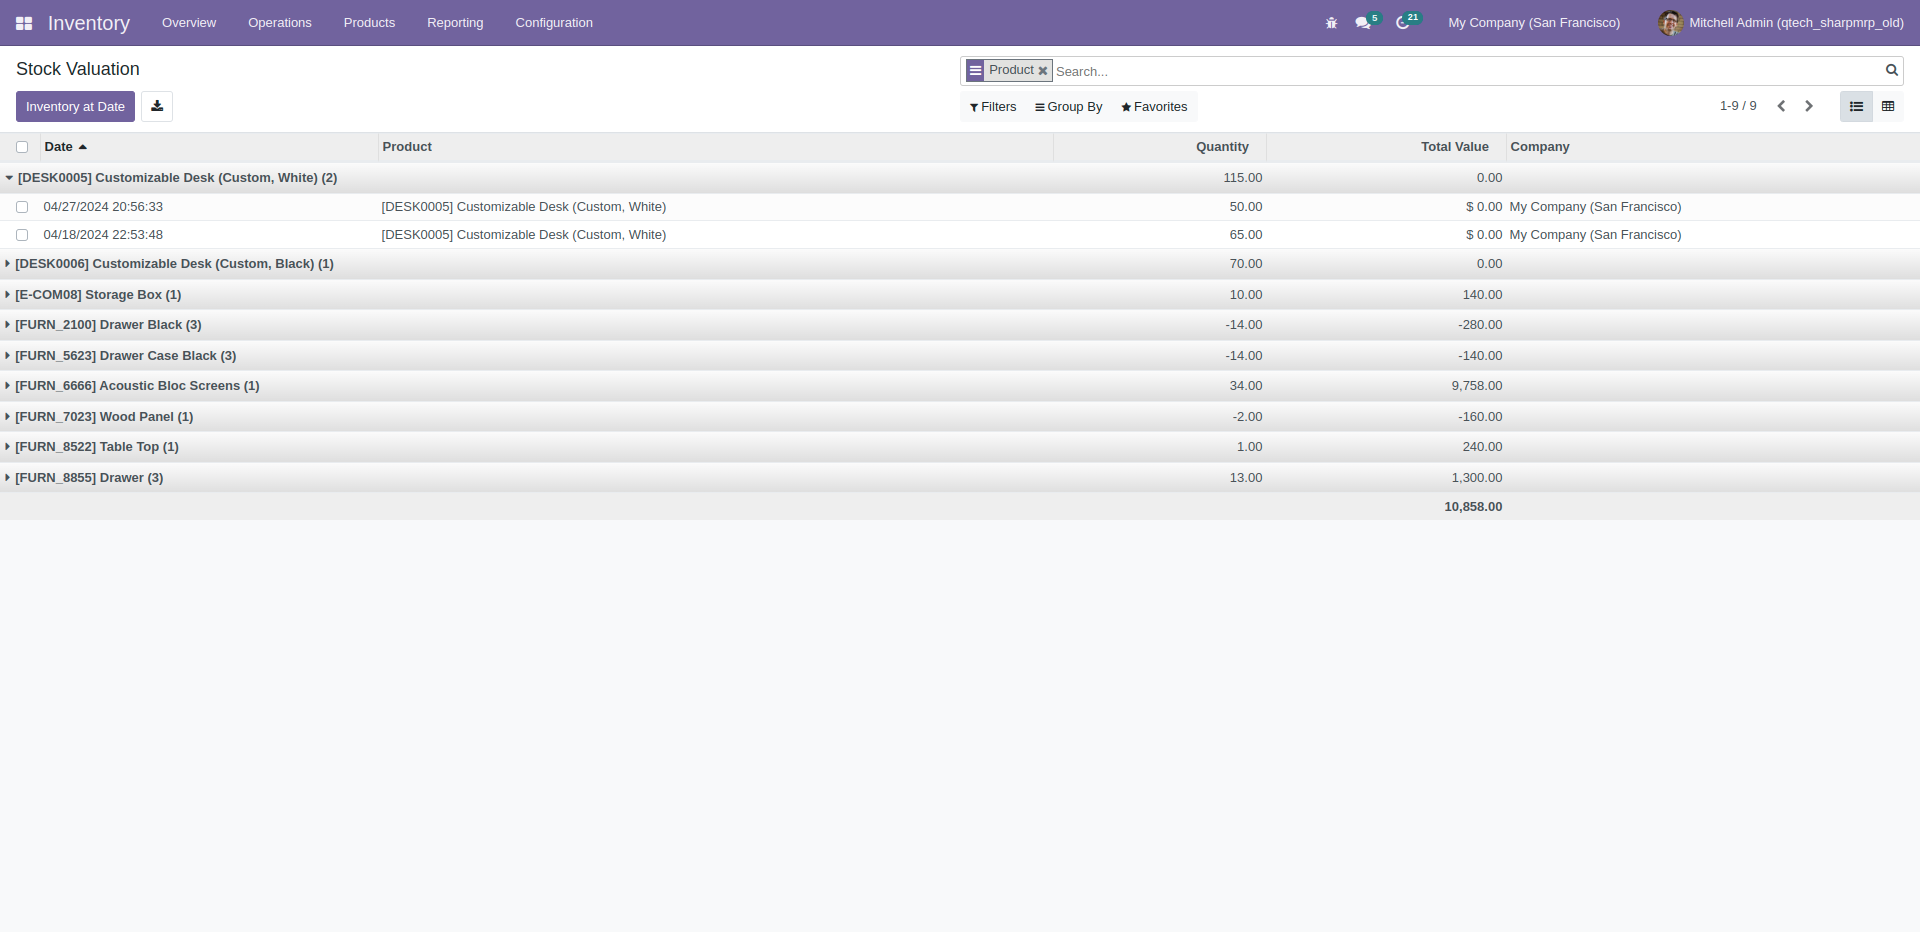 Inventory Overview Operations Products Reporting Configuration 5 21 My Company (San Francisco) Mitchell Admin (qtech_sharpmrp_old)
Stock Valuation
Product Search...
Inventory at Date Filters Group By Favorites 1-9 / 9
Date Product Quantity Total Value Company
[DESK0005] Customizable Desk (Custom, White) (2) 115.00 0.00
04/27/2024 20:56:33 [DESK0005] Customizable Desk (Custom, White) 50.00 $ 0.00 My Company (San Francisco)
04/18/2024 22:53:48 [DESK0005] Customizable Desk (Custom, White) 65.00 $ 0.00 My Company (San Francisco)
[DESK0006] Customizable Desk (Custom, Black) (1) 70.00 0.00
[E-COM08] Storage Box (1) 10.00 140.00
[FURN_2100] Drawer Black (3) -14.00 -280.00
[FURN_5623] Drawer Case Black (3) -14.00 -140.00
[FURN_6666] Acoustic Bloc Screens (1) 34.00 9,758.00
[FURN_7023] Wood Panel (1) -2.00 -160.00
[FURN_8522] Table Top (1) 1.00 240.00
[FURN_8855] Drawer (3) 13.00 1,300.00
10,858.00